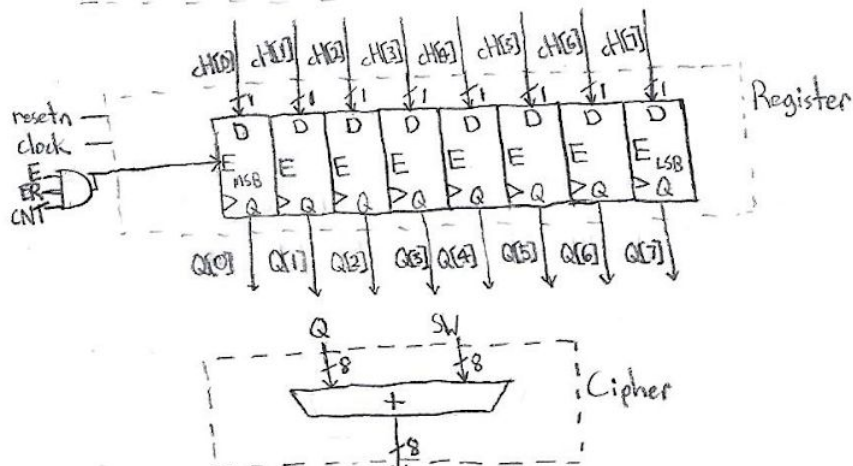 cH[0] cH[1] cH[2] cH[3] cH[4] cH[5] cH[6] cH[7]
1 1 1 1 1 1 1 1
Register
resetn
D D D D D D D D
clock
E
E E E E E E E E
MSB LSB
ER
CNT
Q Q Q Q Q Q Q Q
Q[0] Q[1] Q[2] Q[3] Q[4] Q[5] Q[6] Q[7]
Q SW
8 8
Cipher
+
8